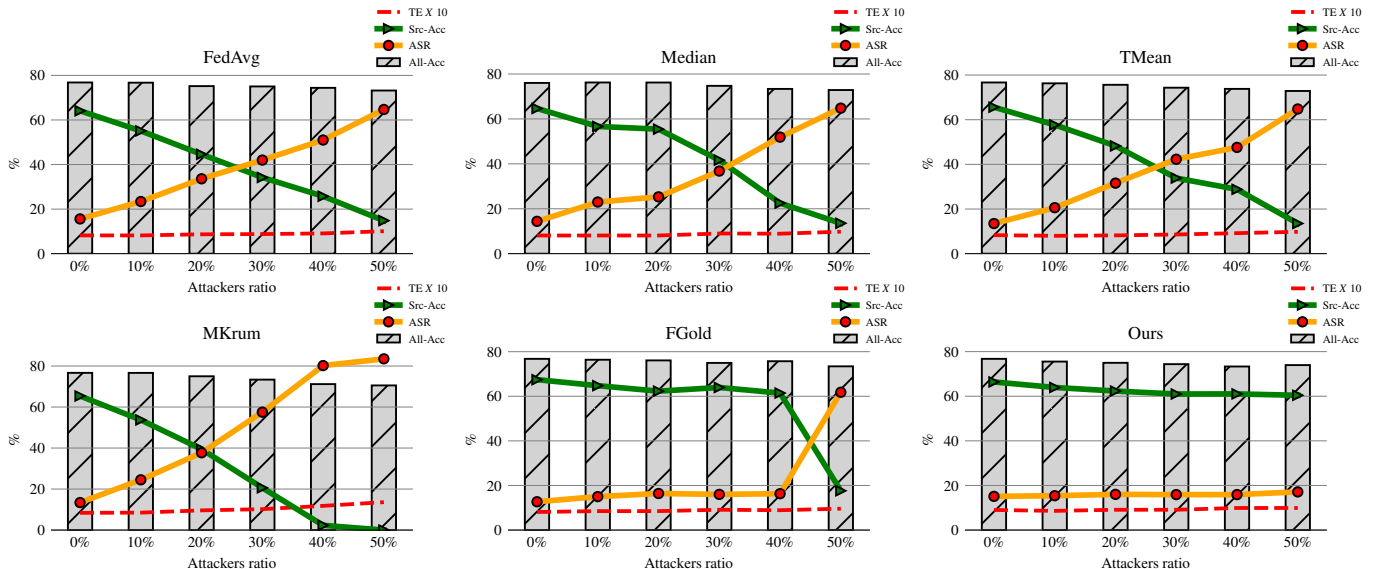 TE X 10
Src-Acc
ASR
All-Acc
FedAvg
80
60
40
20
0
%
0% 10% 20% 30% 40% 50%
Attackers ratio
TE X 10
Src-Acc
ASR
All-Acc
Median
80
60
40
20
0
%
0% 10% 20% 30% 40% 50%
Attackers ratio
TE X 10
Src-Acc
ASR
All-Acc
TMean
80
60
40
20
0
%
0% 10% 20% 30% 40% 50%
Attackers ratio
TE X 10
Src-Acc
ASR
All-Acc
MKrum
80
60
40
20
0
%
0% 10% 20% 30% 40% 50%
Attackers ratio
TE X 10
Src-Acc
ASR
All-Acc
FGold
80
60
40
20
0
%
0% 10% 20% 30% 40% 50%
Attackers ratio
TE X 10
Src-Acc
ASR
All-Acc
Ours
80
60
40
20
0
%
0% 10% 20% 30% 40% 50%
Attackers ratio